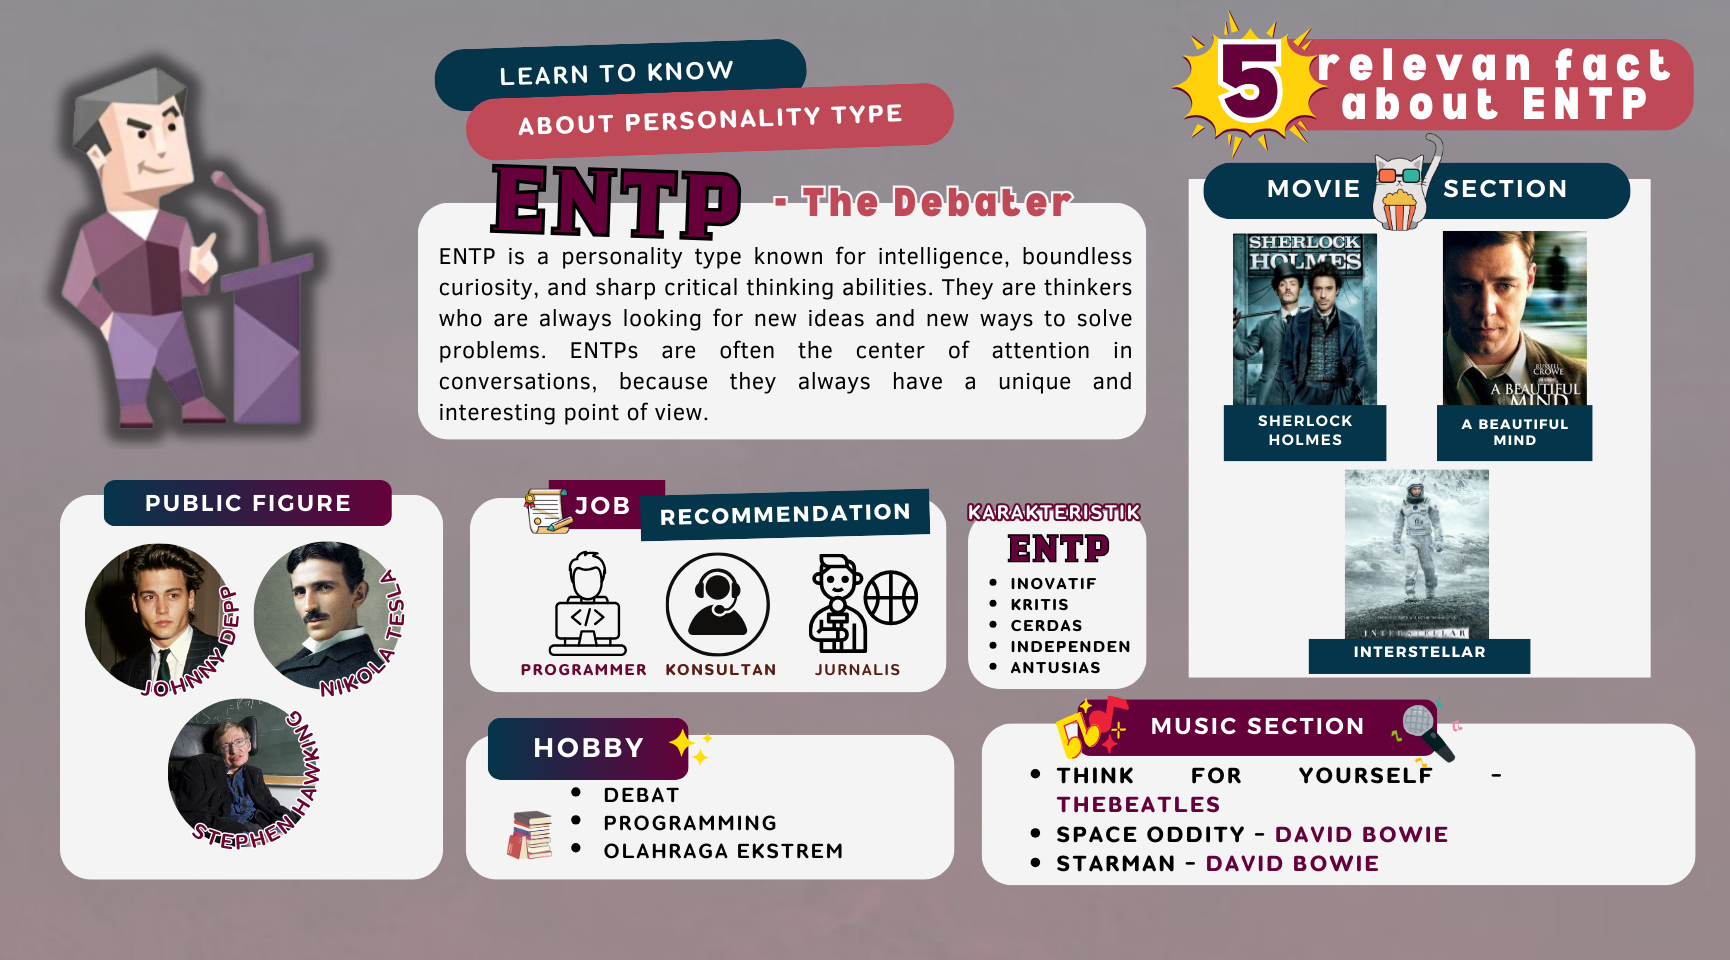 LEARN TO KNOW
ABOUT PERSONALITY TYPE
ENTP - The Debater
ENTP is a personality type known for intelligence, boundless
curiosity, and sharp critical thinking abilities. They are thinkers
who are always looking for new ideas and new ways to solve
problems. ENTPs are often the center of attention in
conversations, because they always have a unique and
interesting point of view.
5 relevan fact
about ENTP
MOVIE SECTION
SHERLOCK
HOLMES
SHERLOCK
HOLMES
RUSSELL
CROWE
A BEAUTIFUL
MIND
A BEAUTIFUL
MIND
INTERSTELLAR
INTERSTELLAR
PUBLIC FIGURE
JOHNNY DEPP
NIKOLA TESLA
STEPHEN HAWKING
JOB RECOMMENDATION
</>
PROGRAMMER
KONSULTAN
JURNALIS
KARAKTERISTIK
ENTP
• INOVATIF
• KRITIS
• CERDAS
• INDEPENDEN
• ANTUSIAS
HOBBY
• DEBAT
• PROGRAMMING
• OLAHRAGA EKSTREM
MUSIC SECTION
• THINK FOR YOURSELF -
THEBEATLES
• SPACE ODDITY - DAVID BOWIE
• STARMAN - DAVID BOWIE